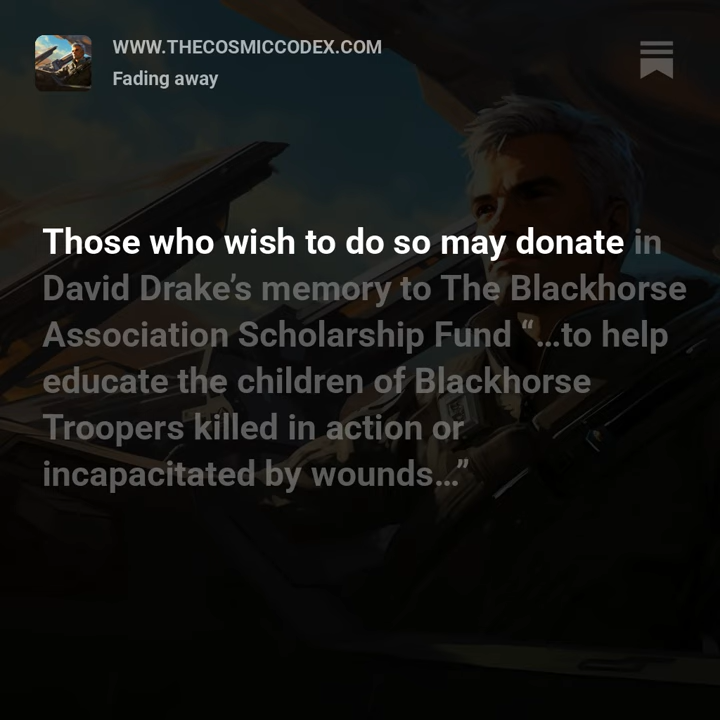 WWW.THECOSMICCODEX.COM
Fading away
Those who wish to do so may donate in
David Drake’s memory to The Blackhorse
Association Scholarship Fund “…to help
educate the children of Blackhorse
Troopers killed in action or
incapacitated by wounds…”